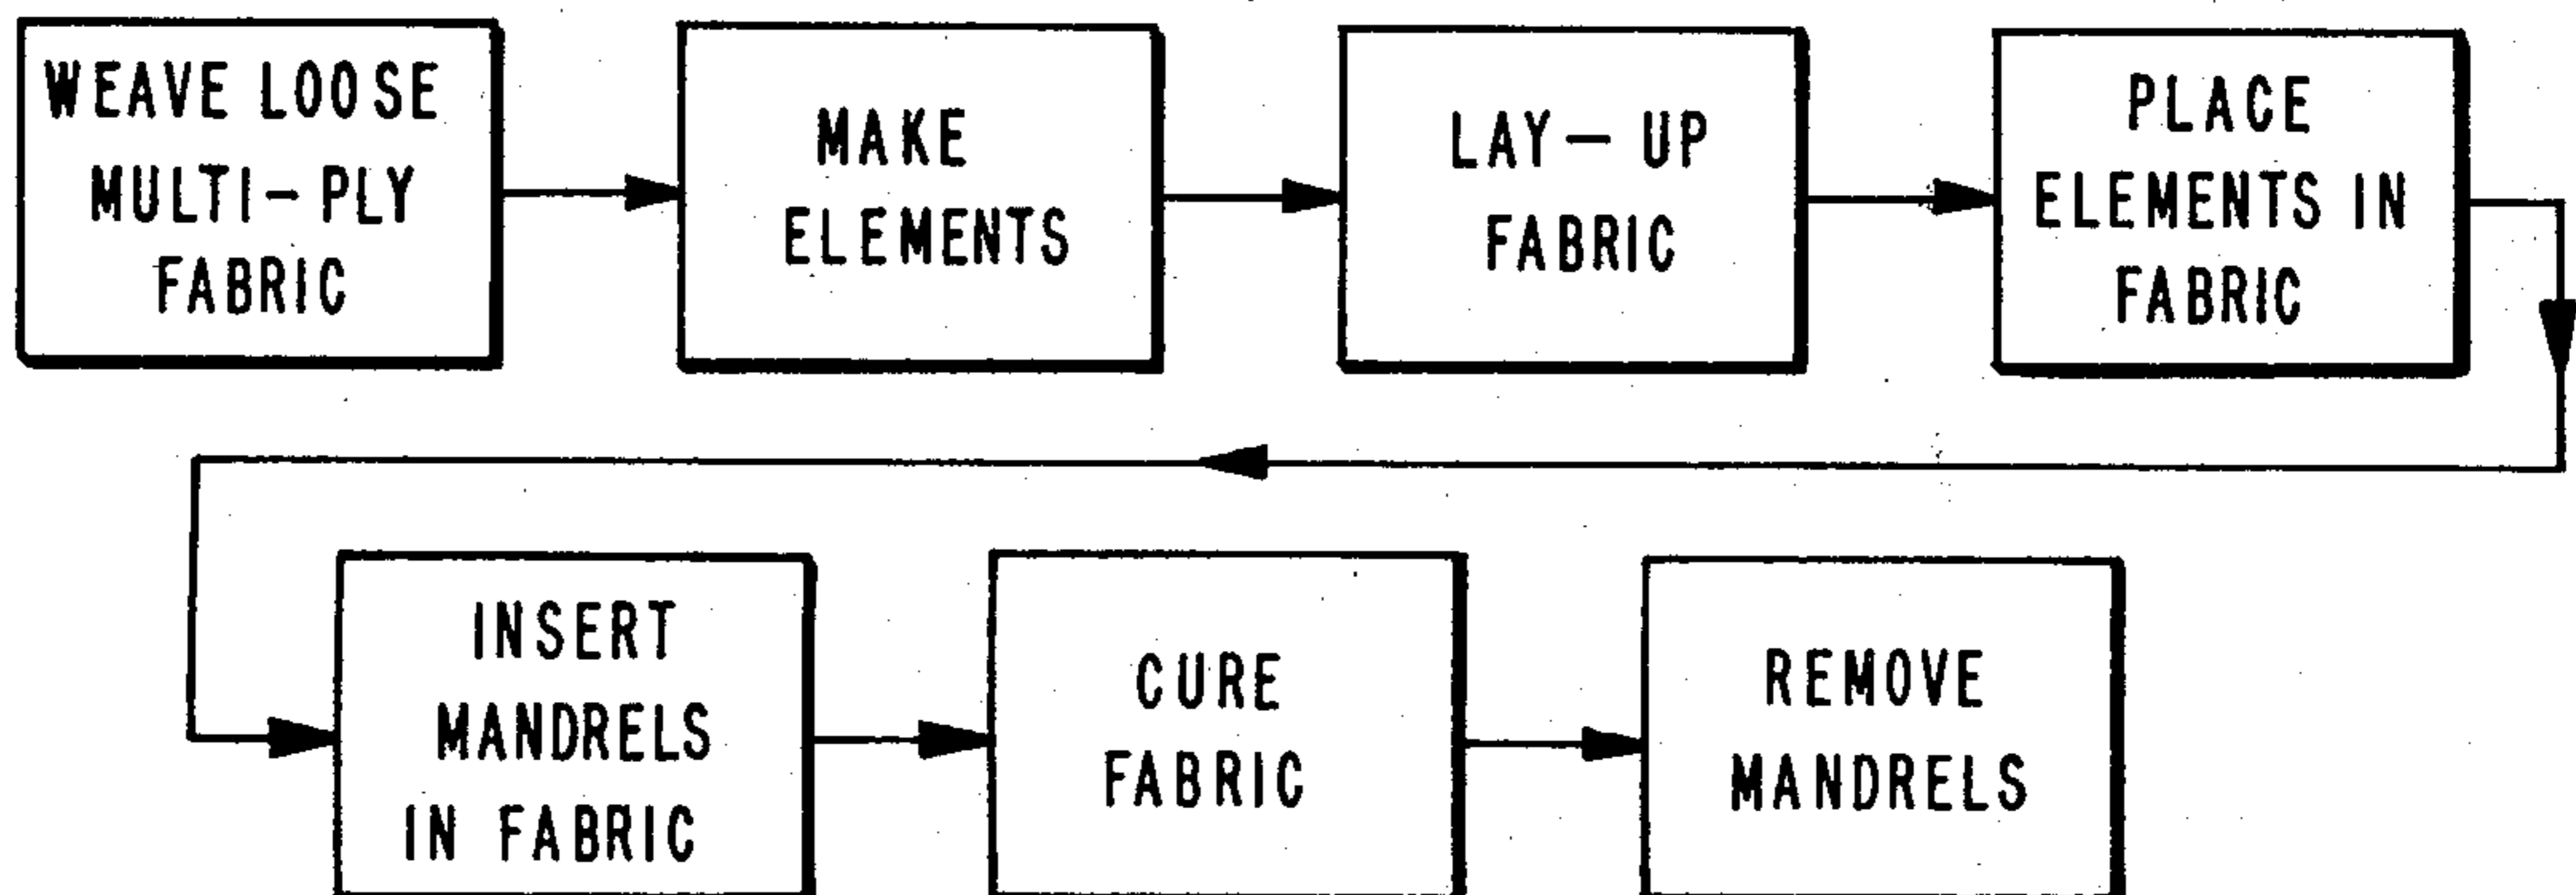 WEAVE LOOSE
MULTI-PLY
FABRIC
MAKE
ELEMENTS
LAY-UP
FABRIC
PLACE
ELEMENTS IN
FABRIC
INSERT
MANDRELS
IN FABRIC
CURE
FABRIC
REMOVE
MANDRELS